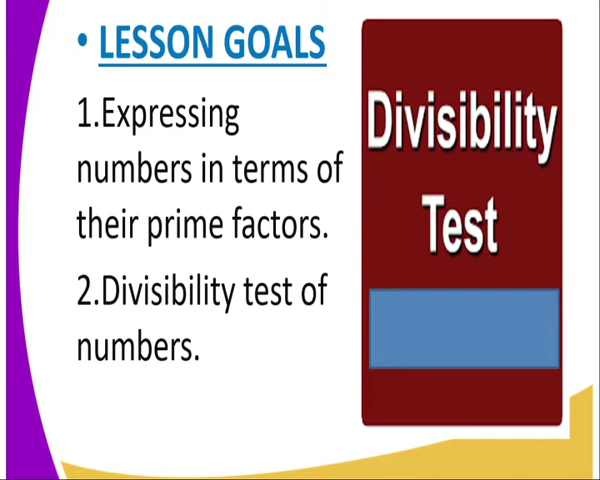 • LESSON GOALS
1.Expressing
numbers in terms of
their prime factors.
2.Divisibility test of
numbers.
Divisibility
Test